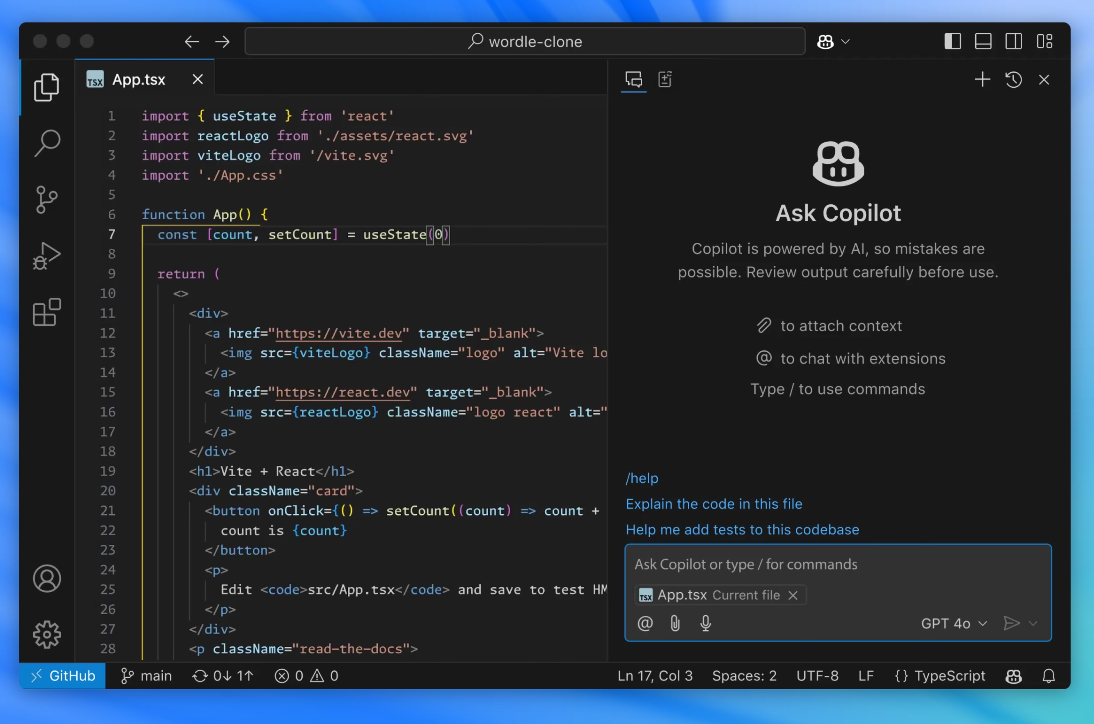 wordle-clone
TSX App.tsx
1 import { useState } from 'react'
2 import reactLogo from './assets/react.svg'
3 import viteLogo from '/vite.svg'
4 import './App.css'
5
6 function App() {
7 const [count, setCount] = useState(0)
8
9 return (
10 <>
11 <div>
12 <a href="https://vite.dev" target="_blank">
13 <img src={viteLogo} className="logo" alt="Vite lo
14 </a>
15 <a href="https://react.dev" target="_blank">
16 <img src={reactLogo} className="logo react" alt="
17 </a>
18 </div>
19 <h1>Vite + React</h1>
20 <div className="card">
21 <button onClick={() => setCount((count) => count +
22 count is {count}
23 </button>
24 <p>
25 Edit <code>src/App.tsx</code> and save to test HM
26 </p>
27 </div>
28 <p className="read-the-docs">
Ask Copilot
Copilot is powered by AI, so mistakes are
possible. Review output carefully before use.
to attach context
@ to chat with extensions
Type / to use commands
/help
Explain the code in this file
Help me add tests to this codebase
Ask Copilot or type / for commands
TSX App.tsx Current file
@ GPT 4o
GitHub main 0↓ 1↑ 0 0 Ln 17, Col 3 Spaces: 2 UTF-8 LF {} TypeScript